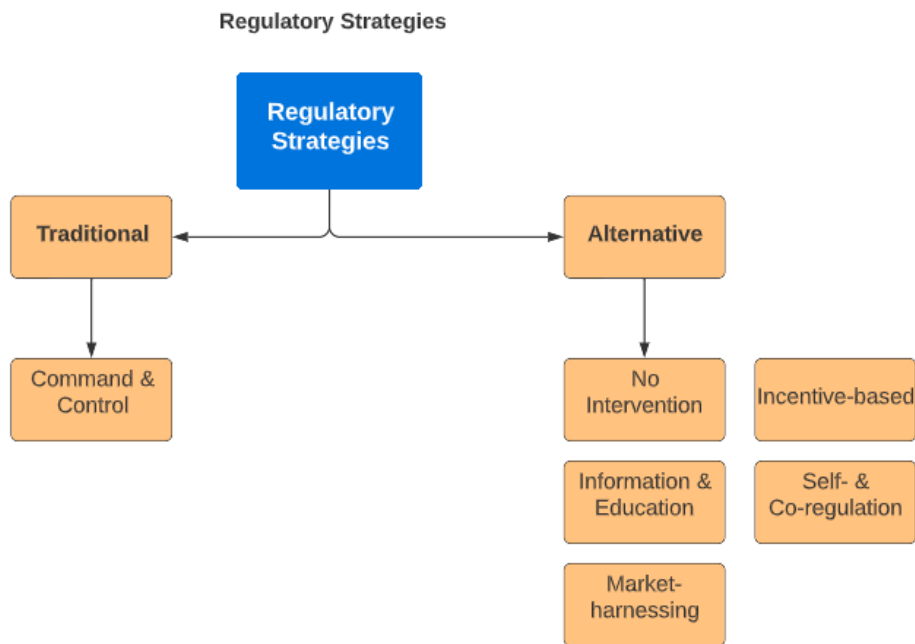 Regulatory Strategies
Regulatory
Strategies
Traditional
Alternative
Command &
Control
No
Intervention
Incentive-based
Information &
Education
Self- &
Co-regulation
Market-
harnessing